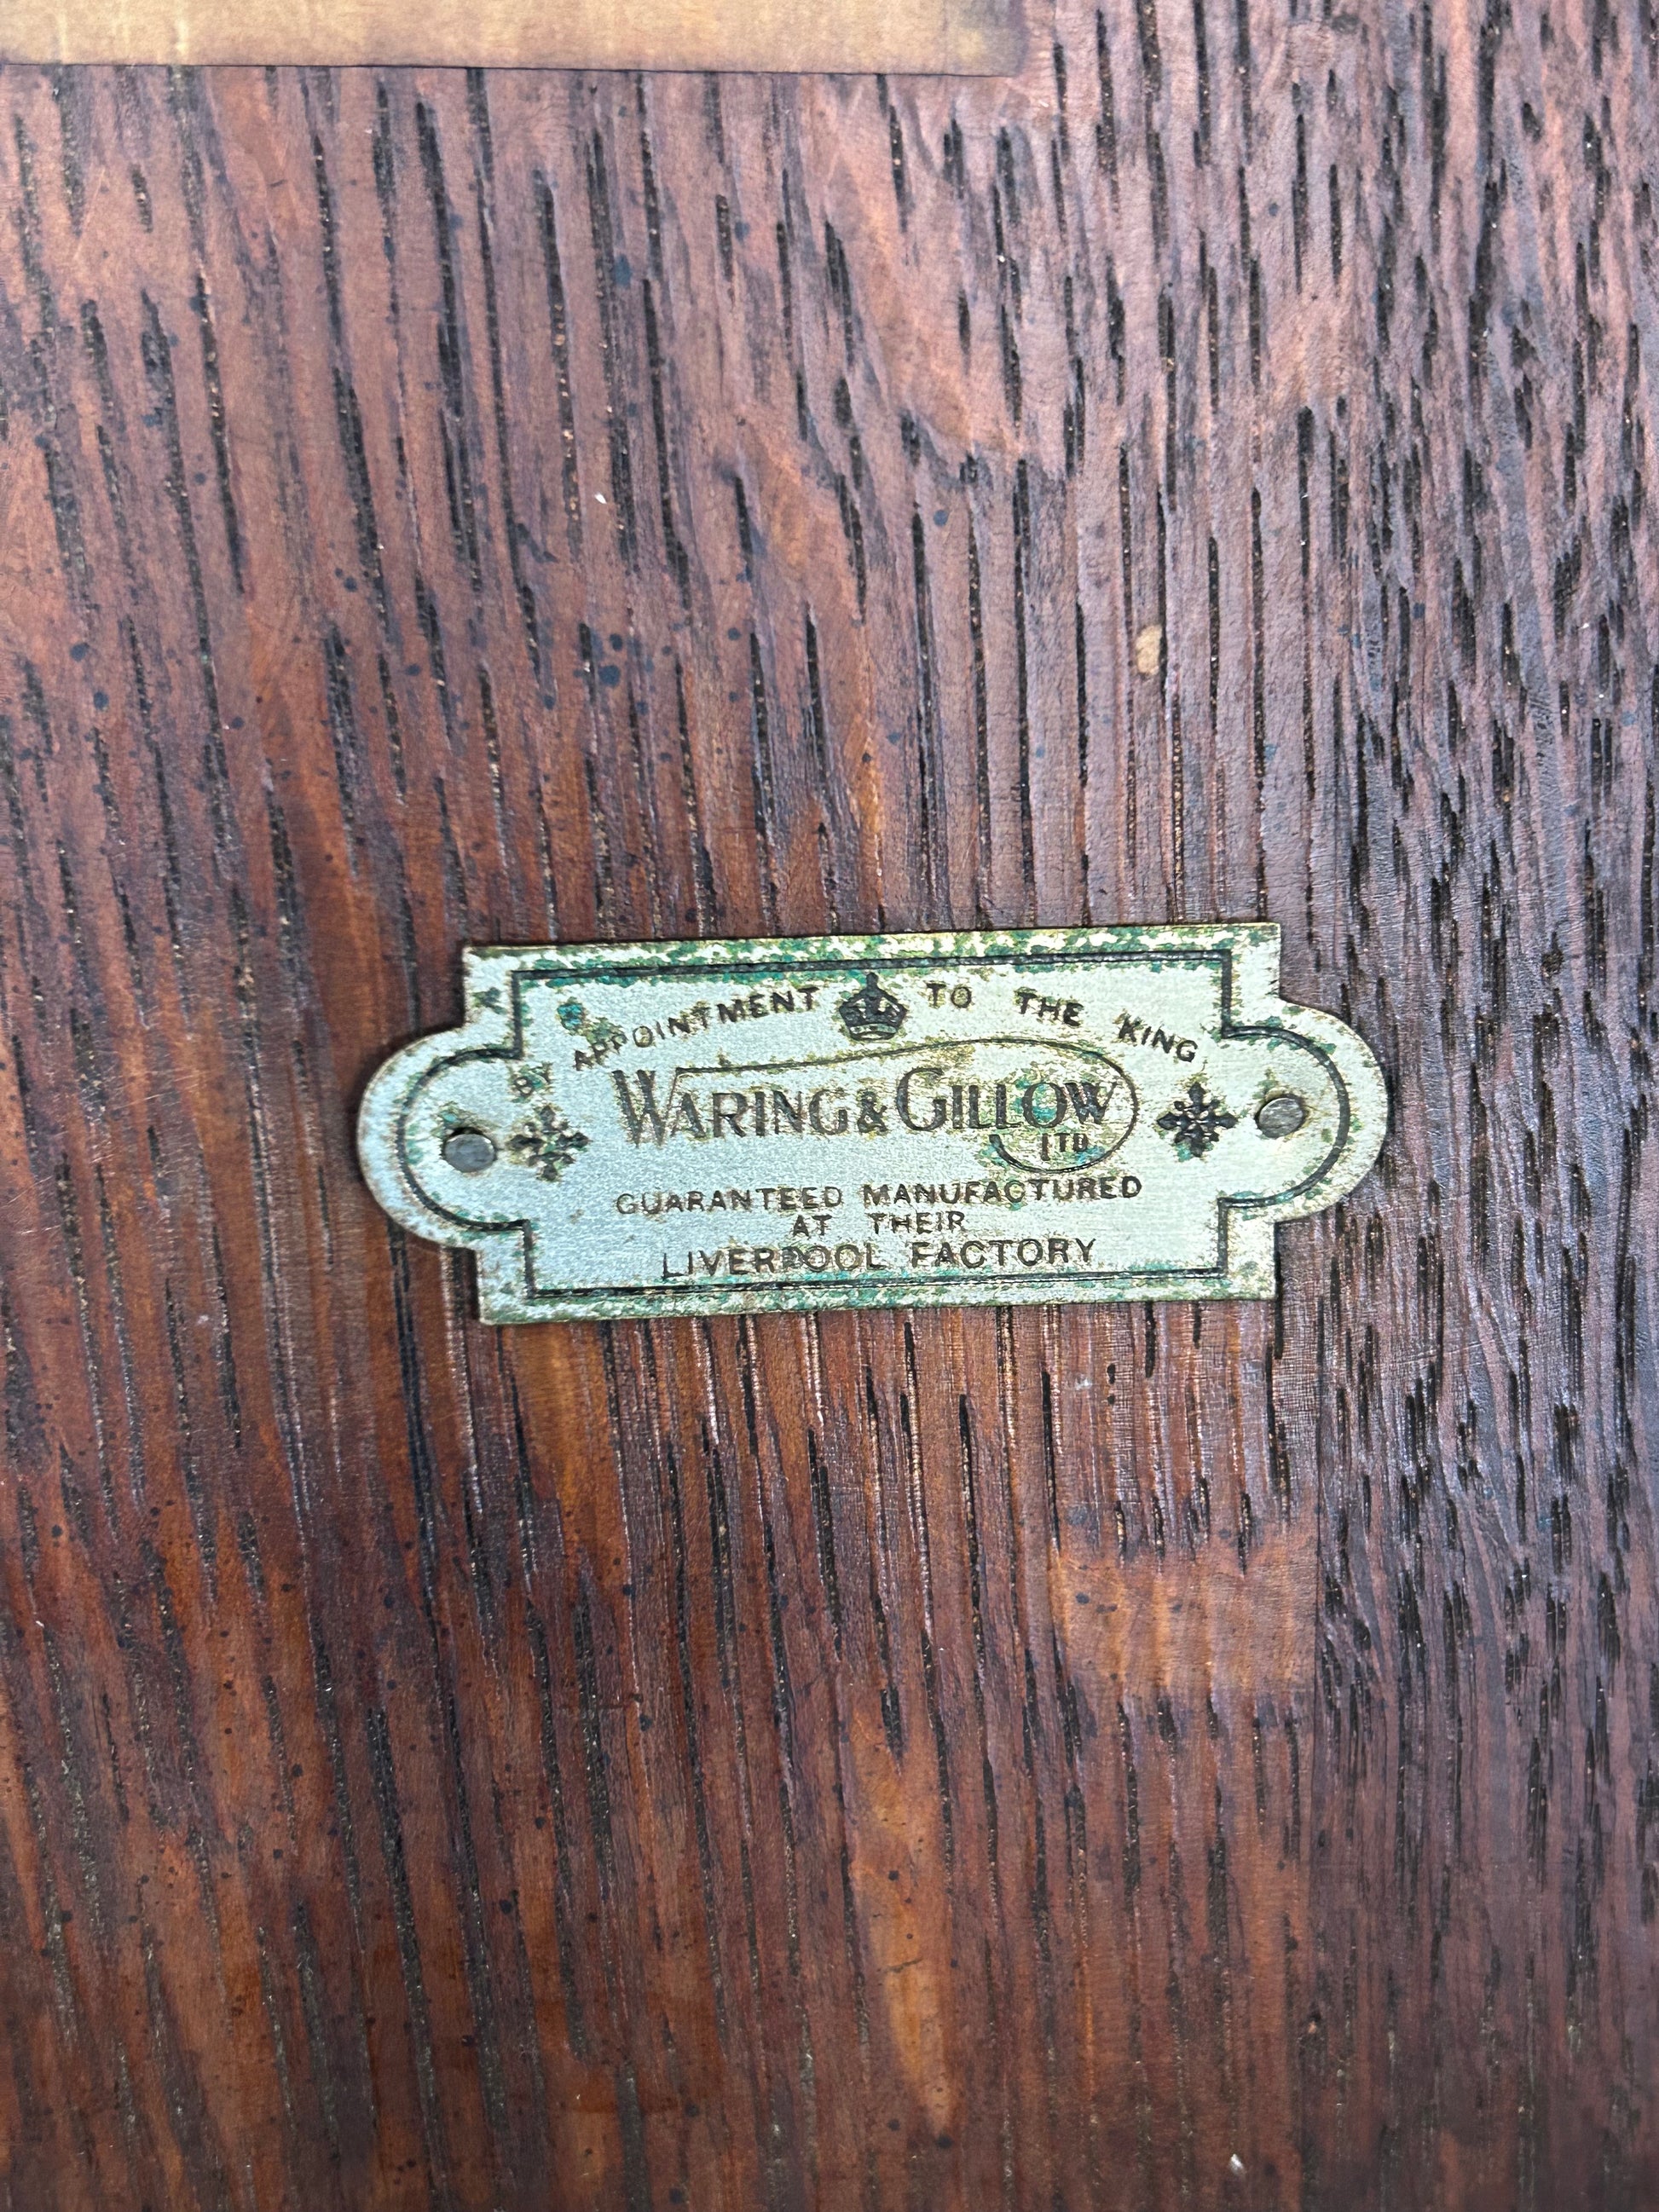 BY APPOINTMENT TO THE KING
WARING & GILLOW
LTD.
GUARANTEED MANUFACTURED
AT THEIR
LIVERPOOL FACTORY